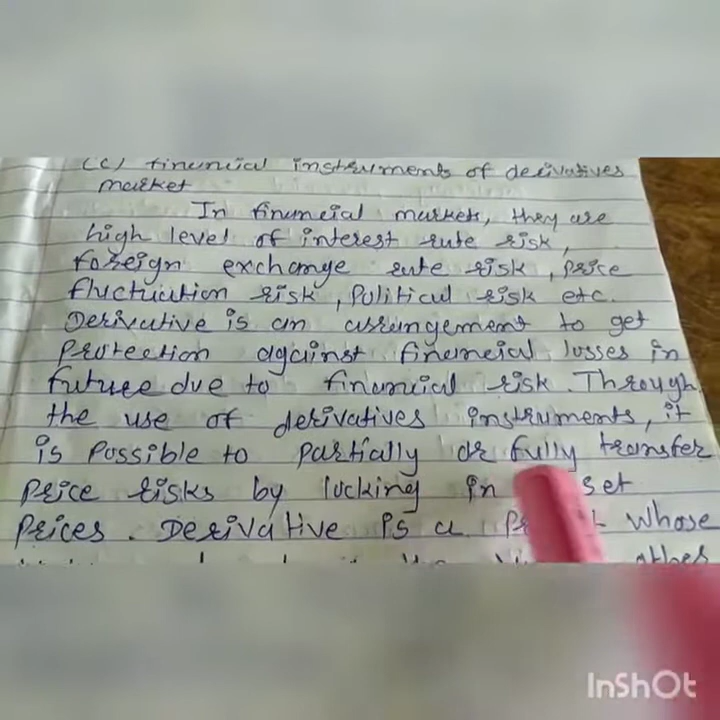 (c) financial instruments of derivatives
market
In financial market, they are
high level of interest rate risk,
foreign exchange rate risk, price
fluctuation risk, Political risk etc.
Derivative is an arrangement to get
Protection against financial losses in
future due to financial risk. Through
the use of derivatives instruments, it
is Possible to partially or fully transfer
Price risks by locking in set
Prices. Derivative is a whose
other
InShOt